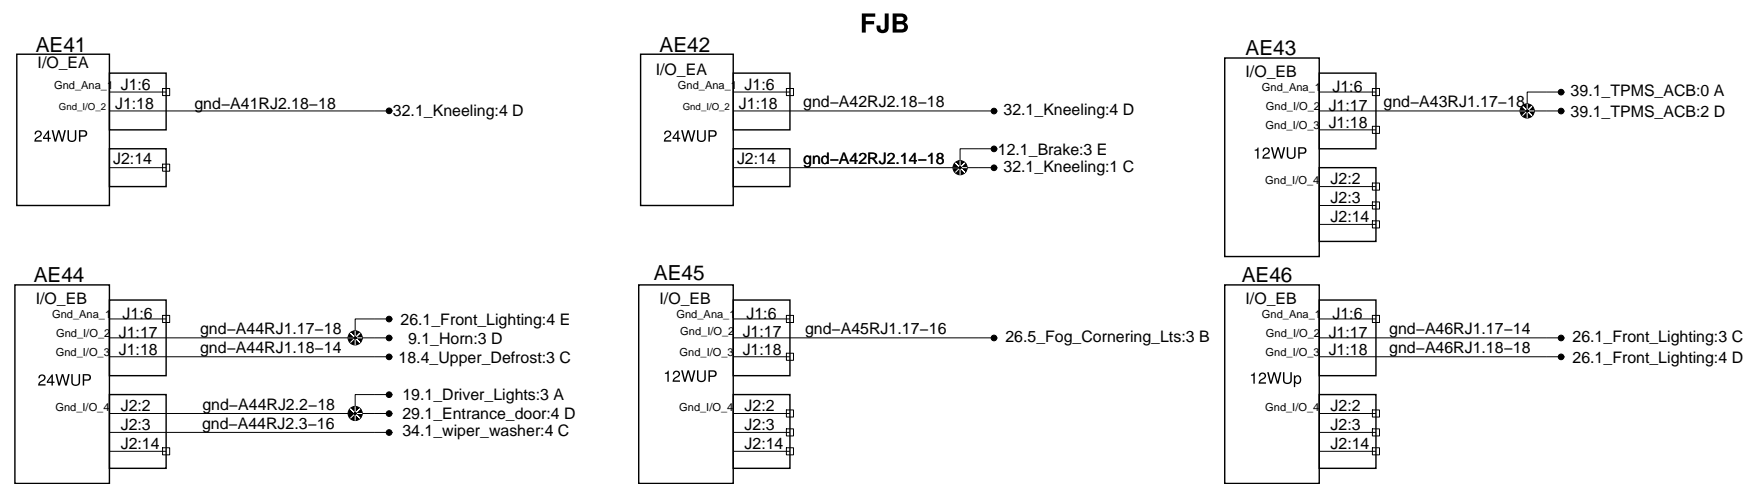 FJB
AE41
I/O_EA
Gnd_Ana_1 J1:6
Gnd_I/O_2 J1:18 gnd-A41RJ2.18-18 32.1_Kneeling:4 D
24WUP
J2:14
AE42
I/O_EA
Gnd_Ana_1 J1:6
Gnd_I/O_2 J1:18 gnd-A42RJ2.18-18 32.1_Kneeling:4 D
24WUP
12.1_Brake:3 E
J2:14 gnd-A42RJ2.14-18 32.1_Kneeling:1 C
AE43
I/O_EB
Gnd_Ana_1 J1:6 39.1_TPMS_ACB:0 A
Gnd_I/O_2 J1:17 gnd-A43RJ1.17-18 39.1_TPMS_ACB:2 D
Gnd_I/O_3 J1:18
12WUP
Gnd_I/O_4 J2:2
J2:3
J2:14
AE44
I/O_EB
Gnd_Ana_1 J1:6 26.1_Front_Lighting:4 E
Gnd_I/O_2 J1:17 gnd-A44RJ1.17-18 9.1_Horn:3 D
Gnd_I/O_3 J1:18 gnd-A44RJ1.18-14 18.4_Upper_Defrost:3 C
24WUP
19.1_Driver_Lights:3 A
Gnd_I/O_4 J2:2 gnd-A44RJ2.2-18 29.1_Entrance_door:4 D
J2:3 gnd-A44RJ2.3-16 34.1_wiper_washer:4 C
J2:14
AE45
I/O_EB
Gnd_Ana_1 J1:6
Gnd_I/O_2 J1:17 gnd-A45RJ1.17-16 26.5_Fog_Cornering_Lts:3 B
Gnd_I/O_3 J1:18
12WUP
Gnd_I/O_4 J2:2
J2:3
J2:14
AE46
I/O_EB
Gnd_Ana_1 J1:6
Gnd_I/O_2 J1:17 gnd-A46RJ1.17-14 26.1_Front_Lighting:3 C
Gnd_I/O_3 J1:18 gnd-A46RJ1.18-18 26.1_Front_Lighting:4 D
12WUp
Gnd_I/O_4 J2:2
J2:3
J2:14